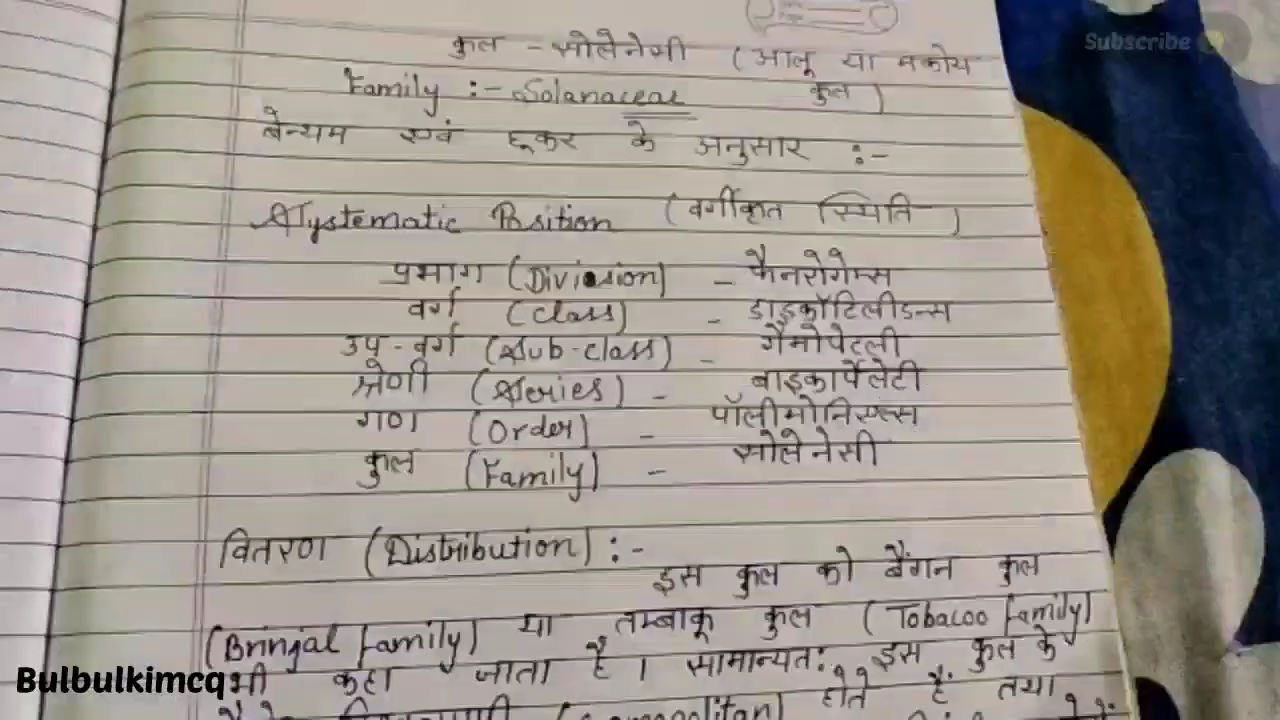 Subscribe
कुल - सोलेनेसी (आलू या मकोय
Family :- Solanaceae कुल)
बेन्थम एवं हूकर के अनुसार :-
Systematic Position (वर्गीकृत स्थिति)
प्रभाग (Division) - फैनरोगेम्स
वर्ग (Class) - डाइकॉटिलीडन्स
उप-वर्ग (Sub-class) - गैमोपेटली
श्रेणी (Series) - बाइकार्पेलेटी
गण (Order) - पॉलीमोनिएल्स
कुल (Family) - सोलेनेसी
वितरण (Distribution) :-
इस कुल को बैंगन कुल
(Brinjal family) या तम्बाकू कुल (Tobacoo family)
भी कहा जाता है। सामान्यतः इस कुल के
होते हैं तथा
Bulbulkimcq